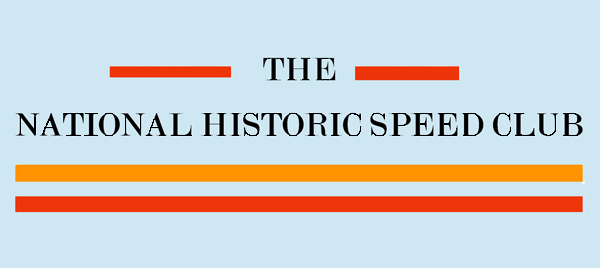 THE
NATIONAL HISTORIC SPEED CLUB